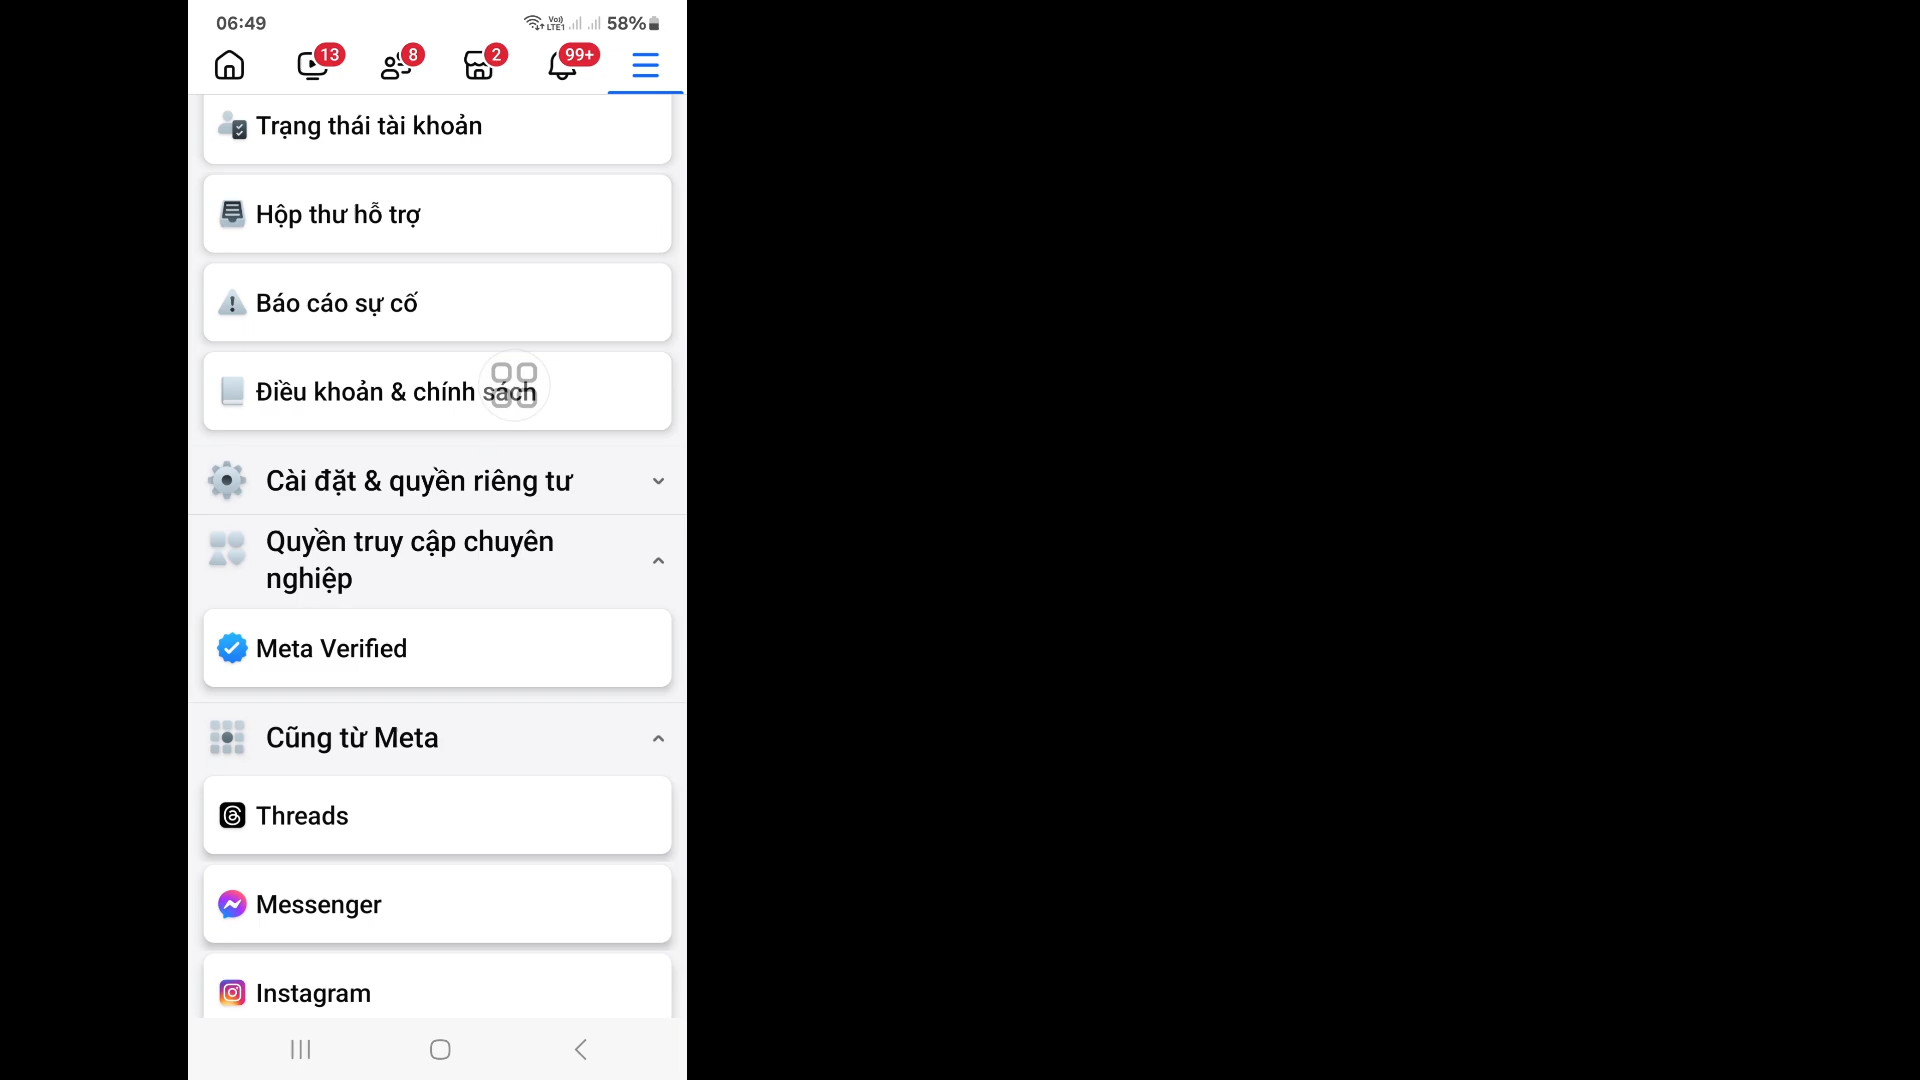 06:49
Vo)) LTE1 58%
13 8 2 99+
Trạng thái tài khoản
Hộp thư hỗ trợ
Báo cáo sự cố
Điều khoản & chính sách
Cài đặt & quyền riêng tư
Quyền truy cập chuyên
nghiệp
Meta Verified
Cũng từ Meta
Threads
Messenger
Instagram